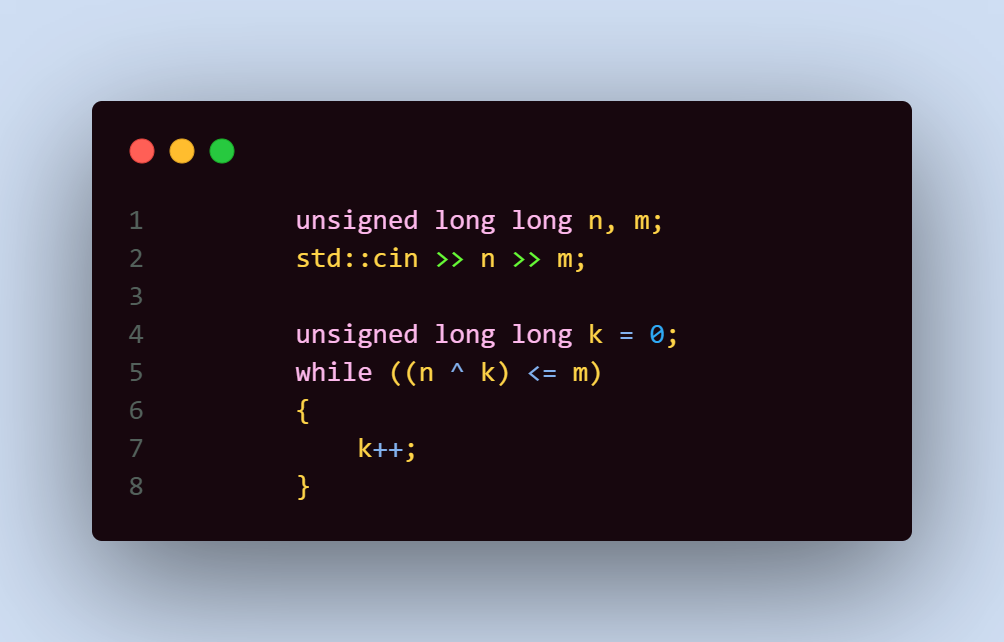 1 unsigned long long n, m;
2 std::cin >> n >> m;
3
4 unsigned long long k = 0;
5 while ((n ^ k) <= m)
6 {
7     k++;
8 }